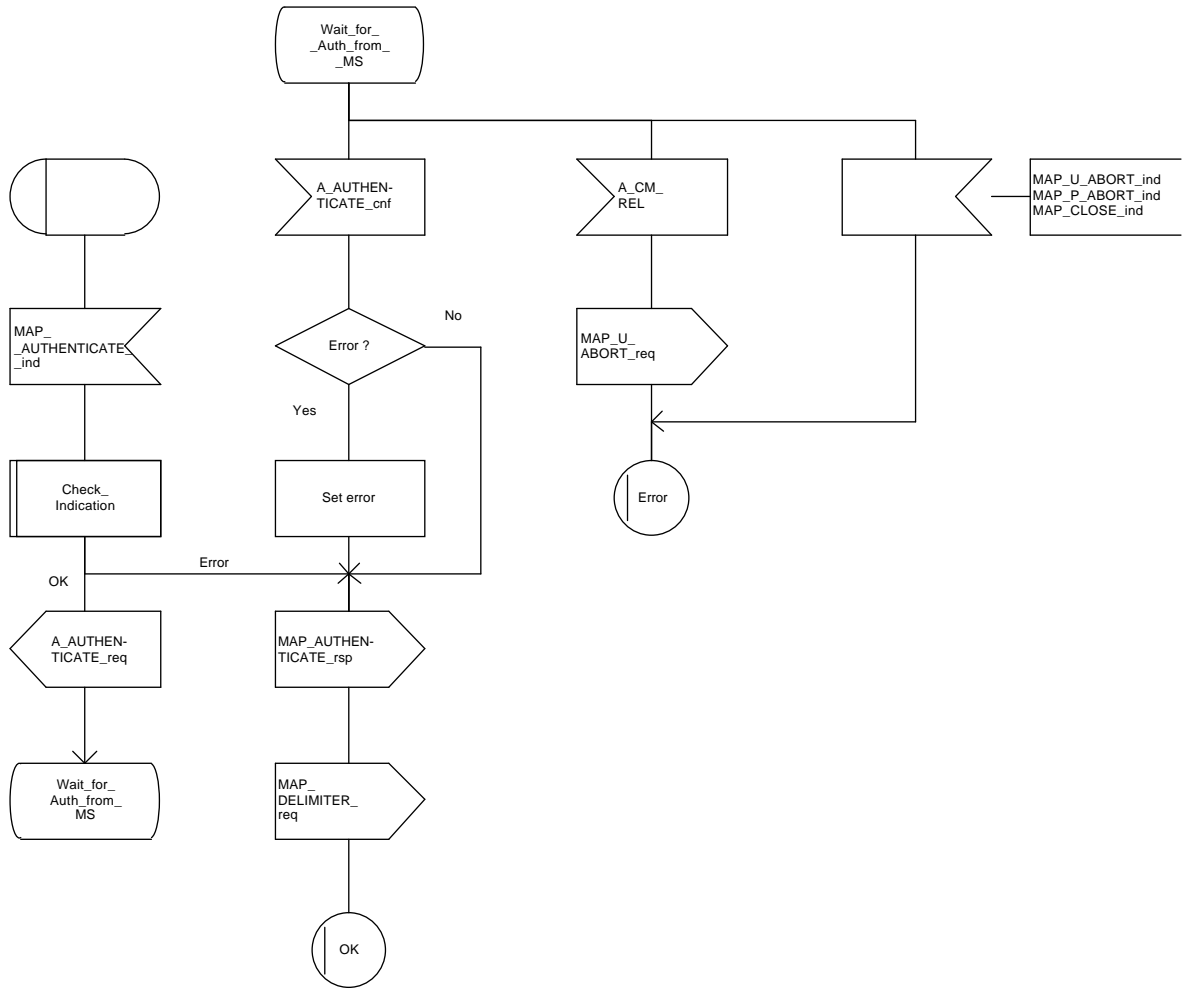 Wait_for_
_Auth_from_
_MS
A_AUTHEN-
TICATE_cnf
A_CM_
REL
MAP_U_ABORT_ind
MAP_P_ABORT_ind
MAP_CLOSE_ind
MAP_
_AUTHENTICATE_
_ind
Error ?
No
Yes
MAP_U_
ABORT_req
Check_
Indication
Set error
Error
OK
Error
A_AUTHEN-
TICATE_req
MAP_AUTHEN-
TICATE_rsp
Wait_for_
Auth_from_
MS
MAP_
DELIMITER_
req
OK